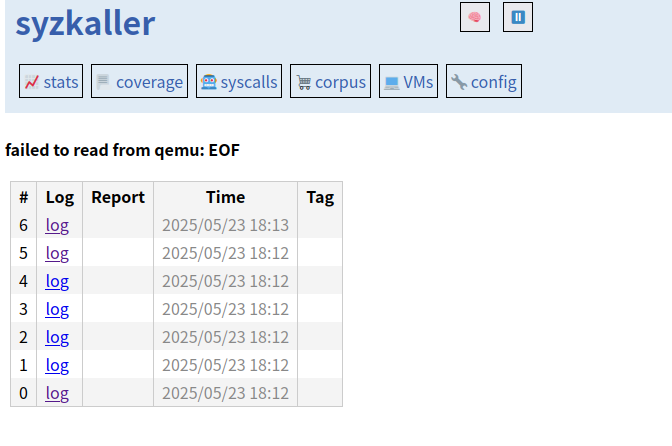 syzkaller
stats coverage syscalls corpus VMs config
failed to read from qemu: EOF
# Log Report Time Tag
6 log 2025/05/23 18:13
5 log 2025/05/23 18:12
4 log 2025/05/23 18:12
3 log 2025/05/23 18:12
2 log 2025/05/23 18:12
1 log 2025/05/23 18:12
0 log 2025/05/23 18:12